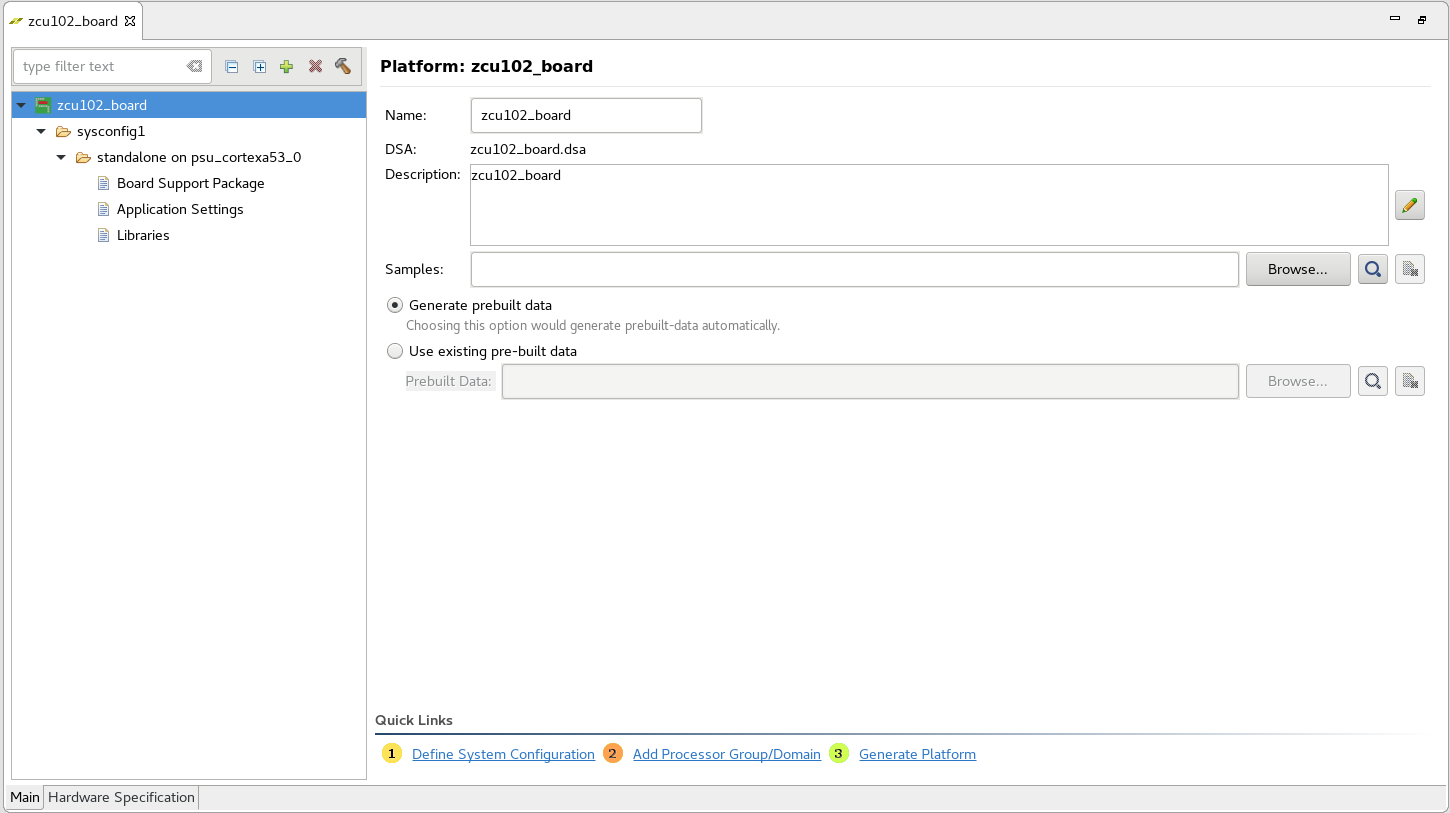 zcu102_board
type filter text
zcu102_board
sysconfig1
standalone on psu_cortexa53_0
Board Support Package
Application Settings
Libraries
Platform: zcu102_board
Name: zcu102_board
DSA: zcu102_board.dsa
Description: zcu102_board
Samples: Browse...
Generate prebuilt data
Choosing this option would generate prebuilt-data automatically.
Use existing pre-built data
Prebuilt Data: Browse...
Quick Links
1 Define System Configuration 2 Add Processor Group/Domain 3 Generate Platform
Main Hardware Specification